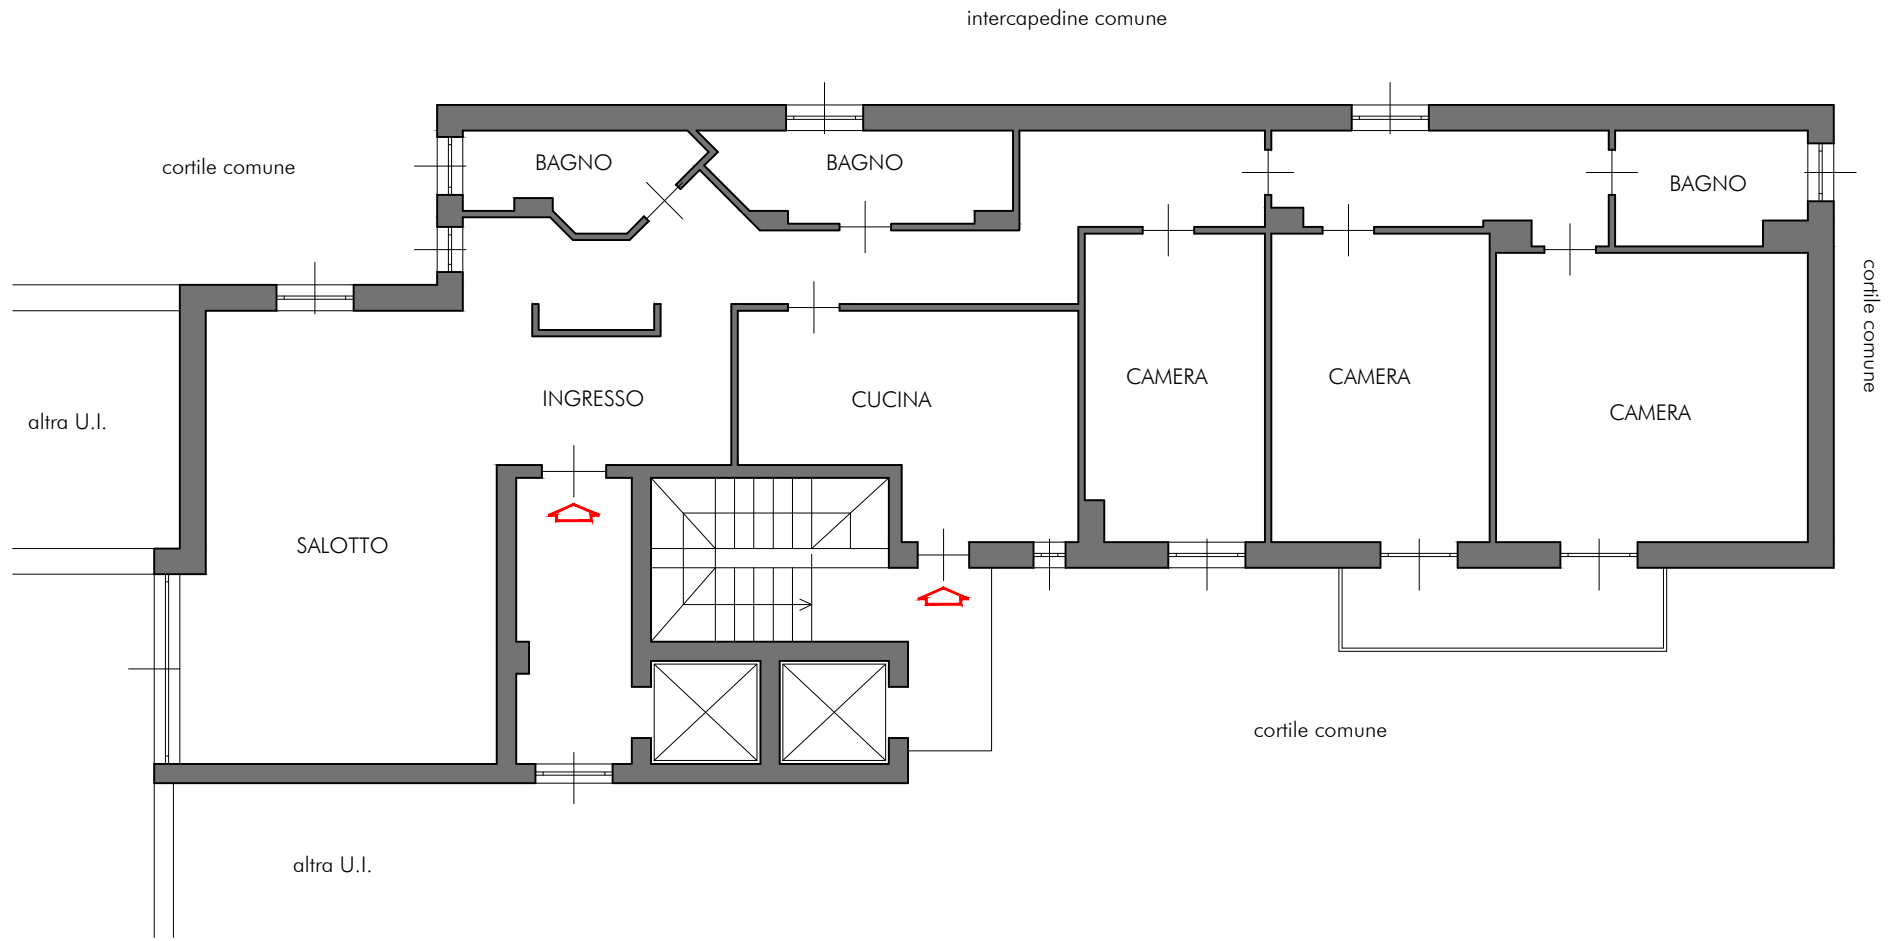 intercapedine comune
cortile comune
BAGNO
BAGNO
BAGNO
cortile comune
altra U.I.
INGRESSO
CUCINA
CAMERA
CAMERA
CAMERA
SALOTTO
cortile comune
altra U.I.